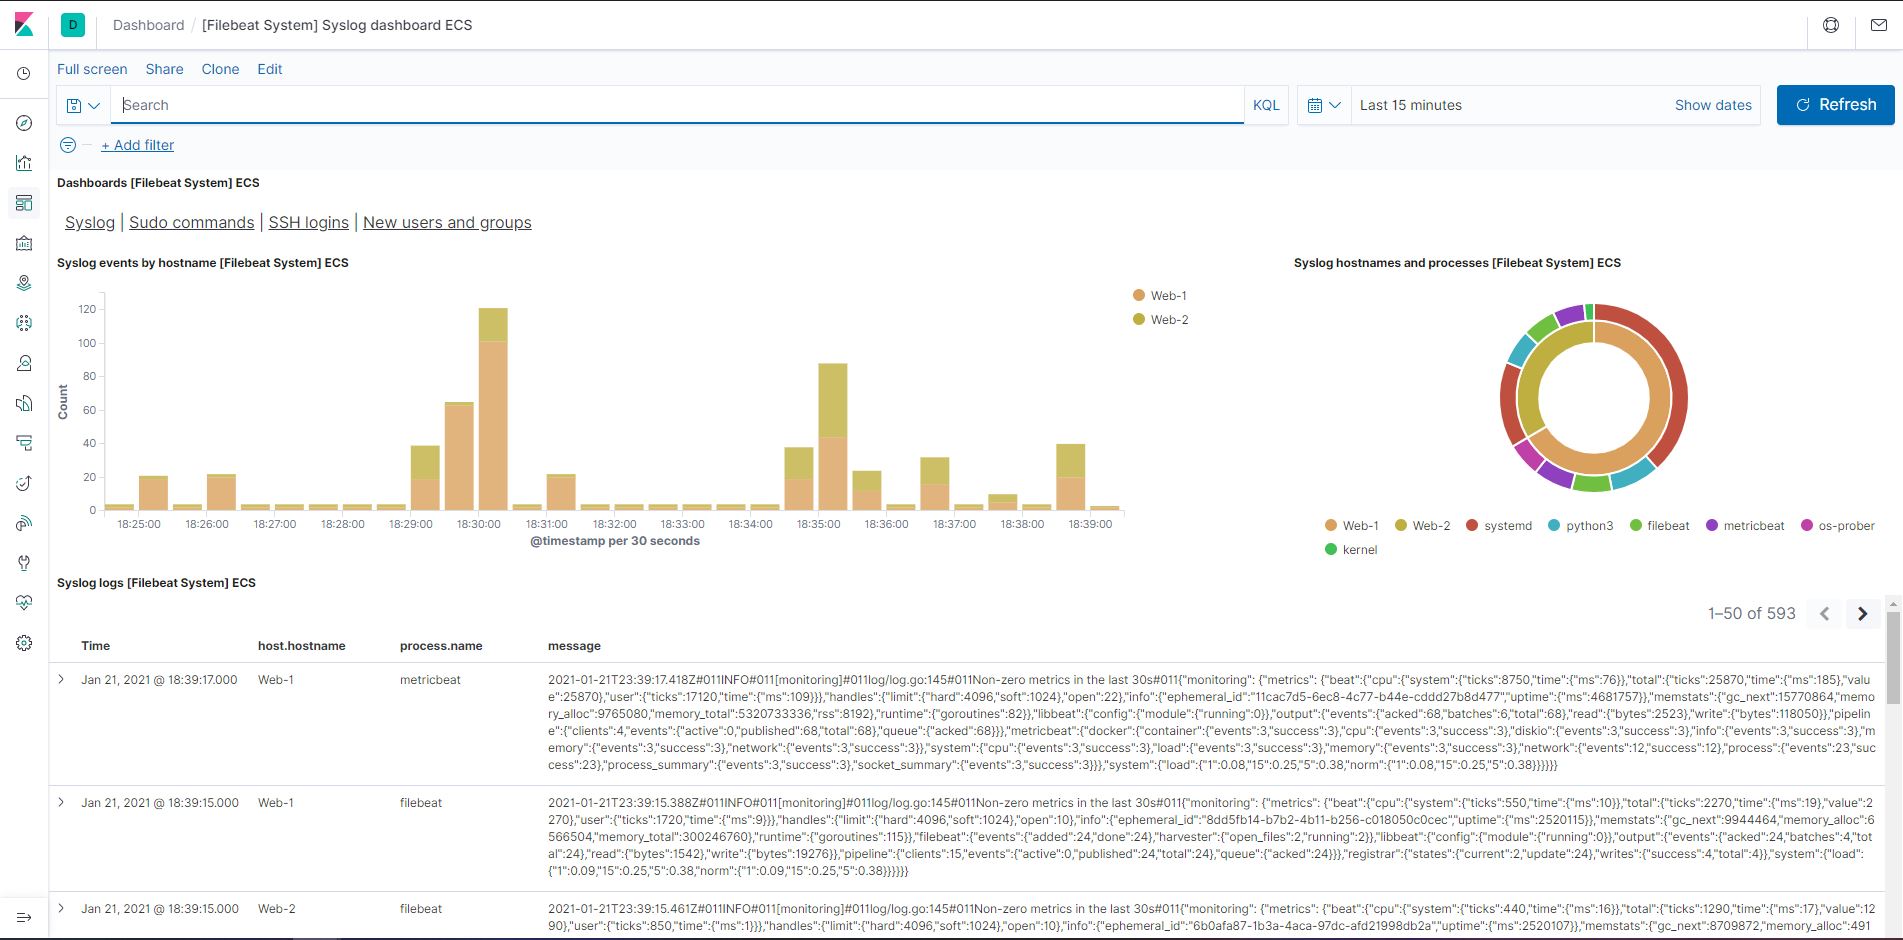 D Dashboard / [Filebeat System] Syslog dashboard ECS
Full screen Share Clone Edit
Search KQL Last 15 minutes Show dates Refresh
+ Add filter
Dashboards [Filebeat System] ECS
Syslog | Sudo commands | SSH logins | New users and groups
Syslog events by hostname [Filebeat System] ECS
120
100
80
60
40
20
0
Count
18:25:00 18:26:00 18:27:00 18:28:00 18:29:00 18:30:00 18:31:00 18:32:00 18:33:00 18:34:00 18:35:00 18:36:00 18:37:00 18:38:00 18:39:00
@timestamp per 30 seconds
Web-1
Web-2
Syslog hostnames and processes [Filebeat System] ECS
Web-1 Web-2 systemd python3 filebeat metricbeat os-prober
kernel
Syslog logs [Filebeat System] ECS
1–50 of 593
Time host.hostname process.name message
Jan 21, 2021 @ 18:39:17.000 Web-1 metricbeat 2021-01-21T23:39:17.418Z#011INFO#011[monitoring]#011log/log.go:145#011Non-zero metrics in the last 30s#011{"monitoring": {"metrics": {"beat":{"cpu":{"system":{"ticks":8750,"time":{"ms":76}},"total":{"ticks":25870,"time":{"ms":185},"valu
e":25870},"user":{"ticks":17120,"time":{"ms":109}}},"handles":{"limit":{"hard":4096,"soft":1024},"open":22},"info":{"ephemeral_id":"11cac7d5-6ec8-4c77-b44e-cddd27b8d477","uptime":{"ms":4681757}},"memstats":{"gc_next":15770864,"memo
ry_alloc":9765080,"memory_total":5320733336,"rss":8192},"runtime":{"goroutines":82}},"libbeat":{"config":{"module":{"running":0}},"output":{"events":{"acked":68,"batches":6,"total":68},"read":{"bytes":2523},"write":{"bytes":118050}},"pipelin
e":{"clients":4,"events":{"active":0,"published":68,"total":68},"queue":{"acked":68}}},"metricbeat":{"docker":{"container":{"events":3,"success":3},"cpu":{"events":3,"success":3},"diskio":{"events":3,"success":3},"info":{"events":3,"success":3},"m
emory":{"events":3,"success":3},"network":{"events":3,"success":3}},"system":{"cpu":{"events":3,"success":3},"load":{"events":3,"success":3},"memory":{"events":3,"success":3},"network":{"events":12,"success":12},"process":{"events":23,"suc
cess":23},"process_summary":{"events":3,"success":3},"socket_summary":{"events":3,"success":3}}},"system":{"load":{"1":0.08,"15":0.25,"5":0.38,"norm":{"1":0.08,"15":0.25,"5":0.38}}}}}}
Jan 21, 2021 @ 18:39:15.000 Web-1 filebeat 2021-01-21T23:39:15.388Z#011INFO#011[monitoring]#011log/log.go:145#011Non-zero metrics in the last 30s#011{"monitoring": {"metrics": {"beat":{"cpu":{"system":{"ticks":550,"time":{"ms":10}},"total":{"ticks":2270,"time":{"ms":19},"value":2
270},"user":{"ticks":1720,"time":{"ms":9}}},"handles":{"limit":{"hard":4096,"soft":1024},"open":10},"info":{"ephemeral_id":"8dd5fb14-b7b2-4b11-b256-c018050c0cec","uptime":{"ms":2520115}},"memstats":{"gc_next":9944464,"memory_alloc":6
566504,"memory_total":300246760},"runtime":{"goroutines":115}},"filebeat":{"events":{"added":24,"done":24},"harvester":{"open_files":2,"running":2}},"libbeat":{"config":{"module":{"running":0}},"output":{"events":{"acked":24,"batches":4,"tot
al":24},"read":{"bytes":1542},"write":{"bytes":19276}},"pipeline":{"clients":15,"events":{"active":0,"published":24,"total":24},"queue":{"acked":24}}},"registrar":{"states":{"current":2,"update":24},"writes":{"success":4,"total":4}},"system":{"load":
{"1":0.09,"15":0.25,"5":0.38,"norm":{"1":0.09,"15":0.25,"5":0.38}}}}}}
Jan 21, 2021 @ 18:39:15.000 Web-2 filebeat 2021-01-21T23:39:15.461Z#011INFO#011[monitoring]#011log/log.go:145#011Non-zero metrics in the last 30s#011{"monitoring": {"metrics": {"beat":{"cpu":{"system":{"ticks":440,"time":{"ms":16}},"total":{"ticks":1290,"time":{"ms":17},"value":12
90},"user":{"ticks":850,"time":{"ms":1}}},"handles":{"limit":{"hard":4096,"soft":1024},"open":10},"info":{"ephemeral_id":"6b0afa87-1b3a-4aca-97dc-afd21998db2a","uptime":{"ms":2520107}},"memstats":{"gc_next":8709872,"memory_alloc":491